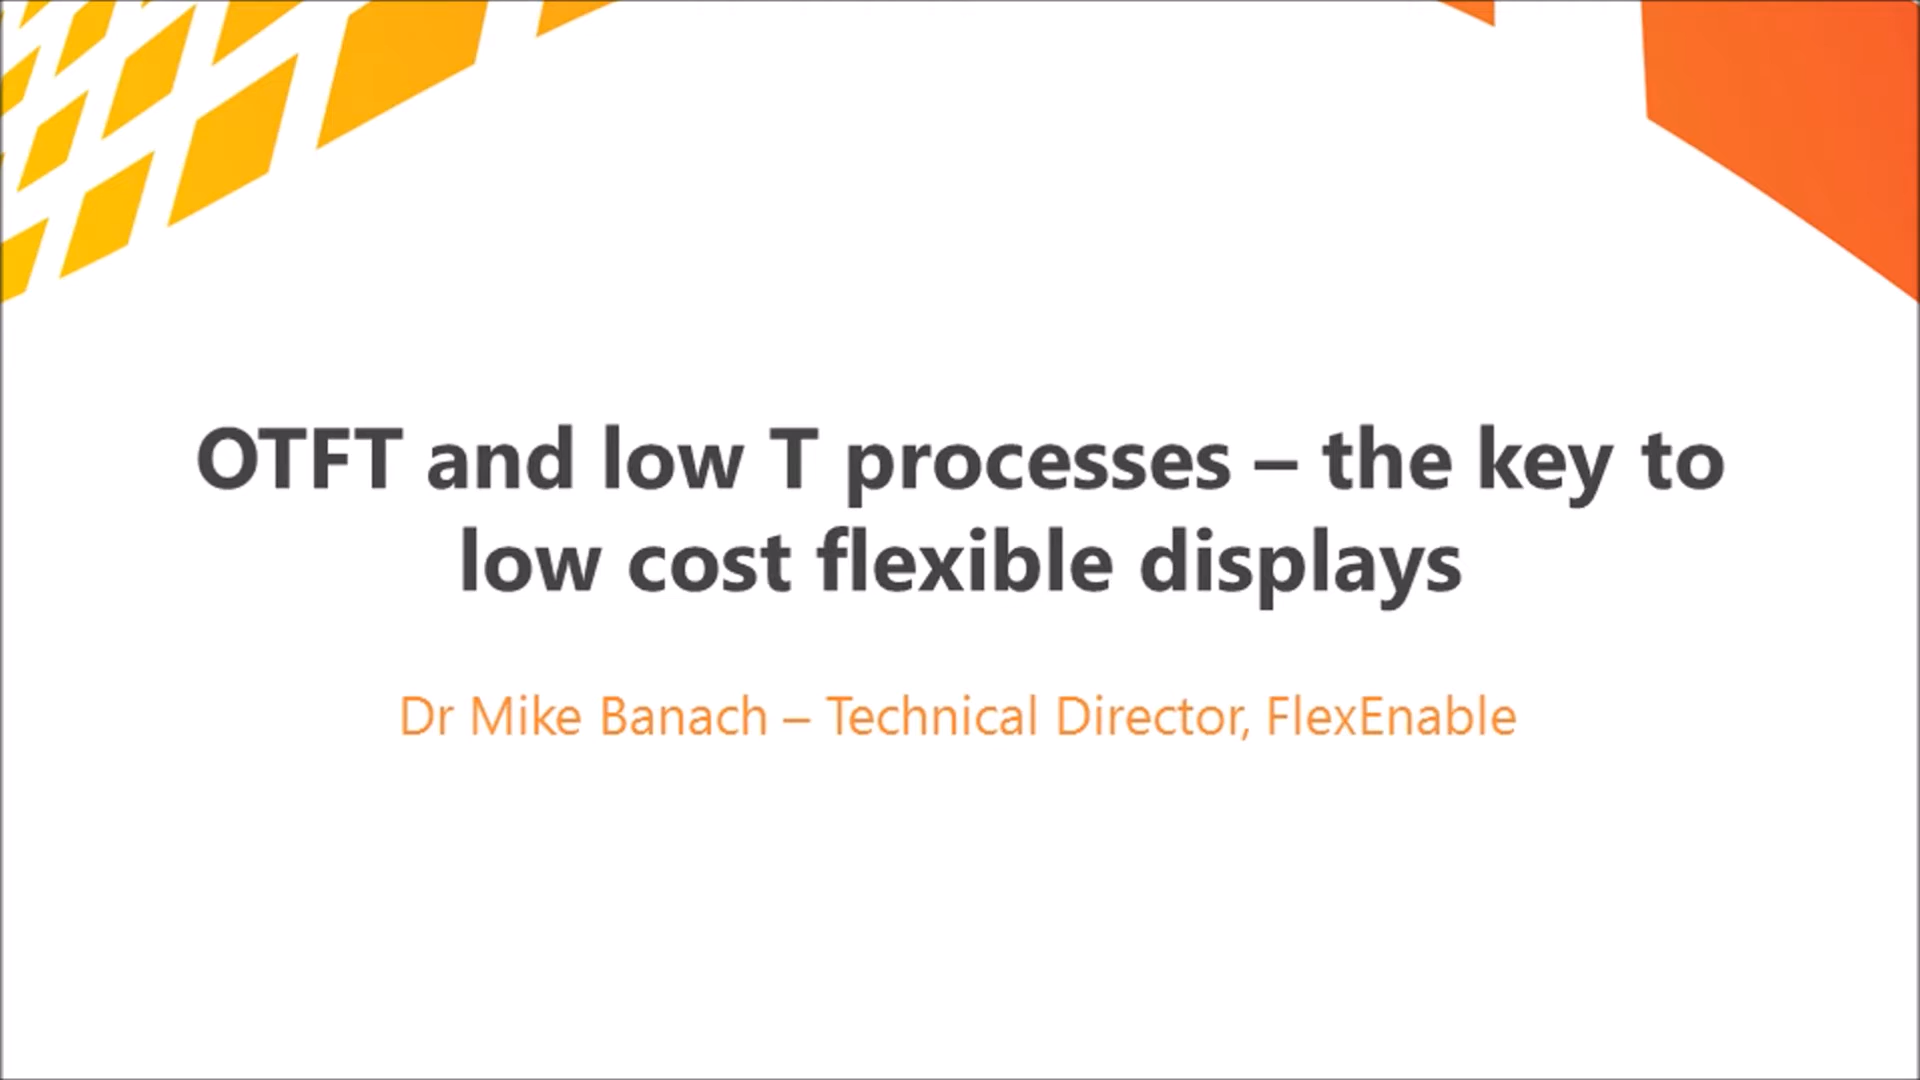 OTFT and low T processes – the key to
low cost flexible displays
Dr Mike Banach – Technical Director, FlexEnable